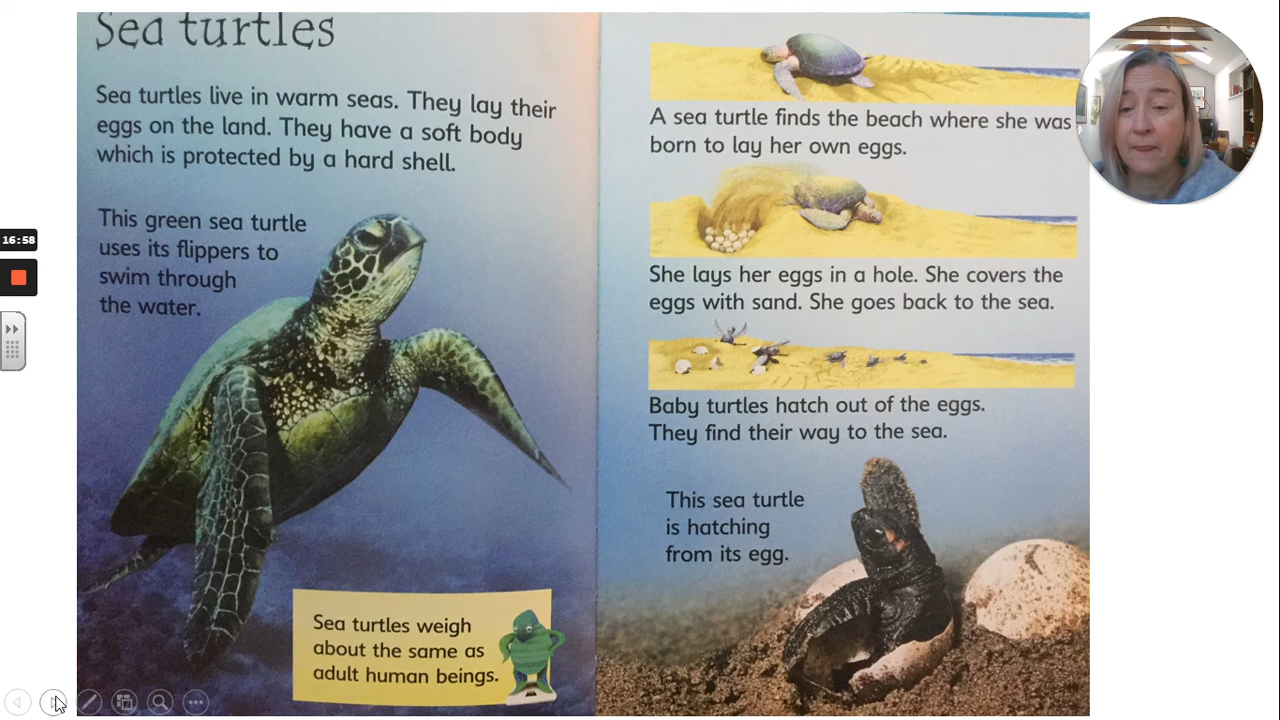 Sea turtles
Sea turtles live in warm seas. They lay their
eggs on the land. They have a soft body
which is protected by a hard shell.
This green sea turtle
uses its flippers to
swim through
the water.
Sea turtles weigh
about the same as
adult human beings.
A sea turtle finds the beach where she was
born to lay her own eggs.
She lays her eggs in a hole. She covers the
eggs with sand. She goes back to the sea.
Baby turtles hatch out of the eggs.
They find their way to the sea.
This sea turtle
is hatching
from its egg.
16:58